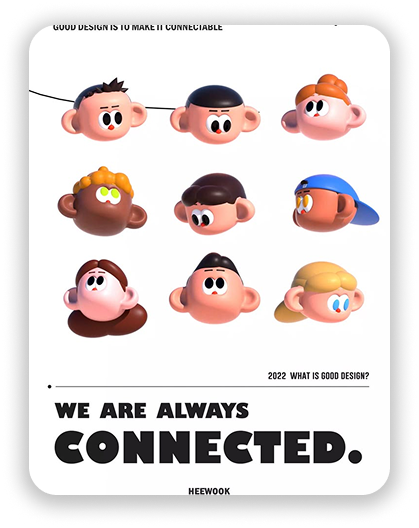 GOOD DESIGN IS TO MAKE IT CONNECTABLE
2022 WHAT IS GOOD DESIGN?
WE ARE ALWAYS
CONNECTED.
HEEWOOK